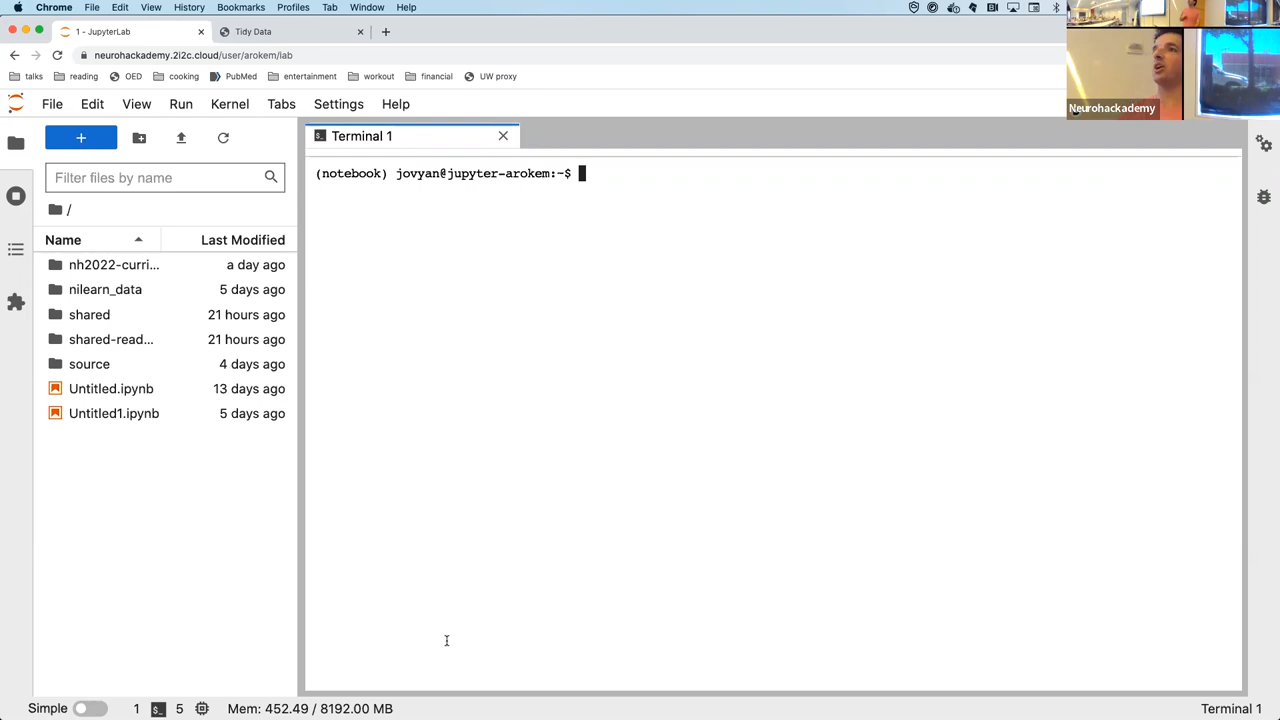 Chrome File Edit View History Bookmarks Profiles Tab Window Help
1 - JupyterLab
Tidy Data
neurohackademy.2i2c.cloud/user/arokem/lab
talks reading OED cooking PubMed entertainment workout financial UW proxy
Neurohackademy
File Edit View Run Kernel Tabs Settings Help
Terminal 1
(notebook) jovyan@jupyter-arokem:~$
Filter files by name
/
Name Last Modified
nh2022-curri... a day ago
nilearn_data 5 days ago
shared 21 hours ago
shared-read... 21 hours ago
source 4 days ago
Untitled.ipynb 13 days ago
Untitled1.ipynb 5 days ago
Simple 1 5 Mem: 452.49 / 8192.00 MB Terminal 1